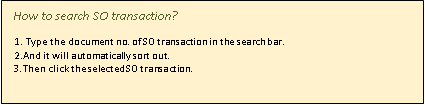 How to search SO transaction?
1. Type the document no. of SO transaction in the search bar.
2.And it will automatically sort out.
3.Then click the selected SO transaction.